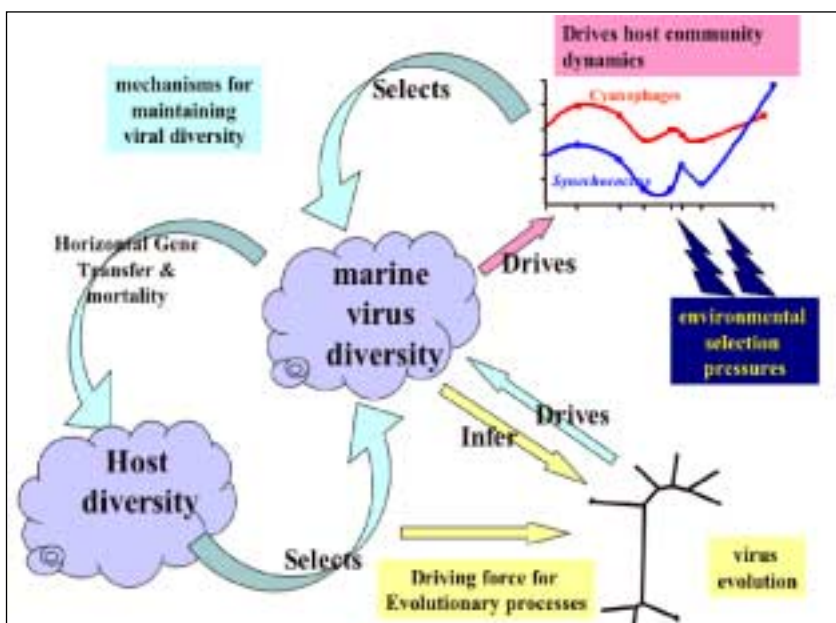 Drives host community
dynamics
mechanisms for
maintaining
viral diversity
Selects
Cyanophages
Synechococcus
Horizontal Gene
Transfer &
mortality
marine
virus
diversity
Drives
environmental
selection
pressures
Drives
Infer
Host
diversity
Selects
Driving force for
Evolutionary processes
virus
evolution